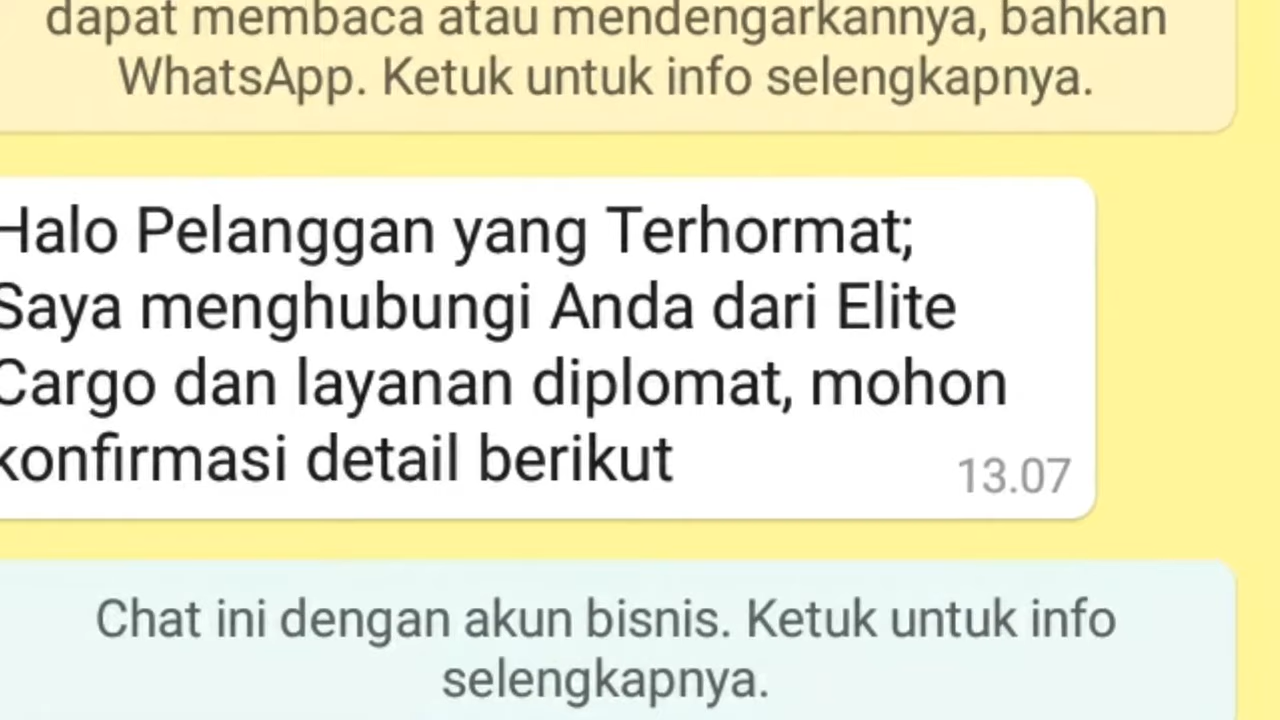 dapat membaca atau mendengarkannya, bahkan
WhatsApp. Ketuk untuk info selengkapnya.
Halo Pelanggan yang Terhormat;
Saya menghubungi Anda dari Elite
Cargo dan layanan diplomat, mohon
konfirmasi detail berikut
13.07
Chat ini dengan akun bisnis. Ketuk untuk info
selengkapnya.